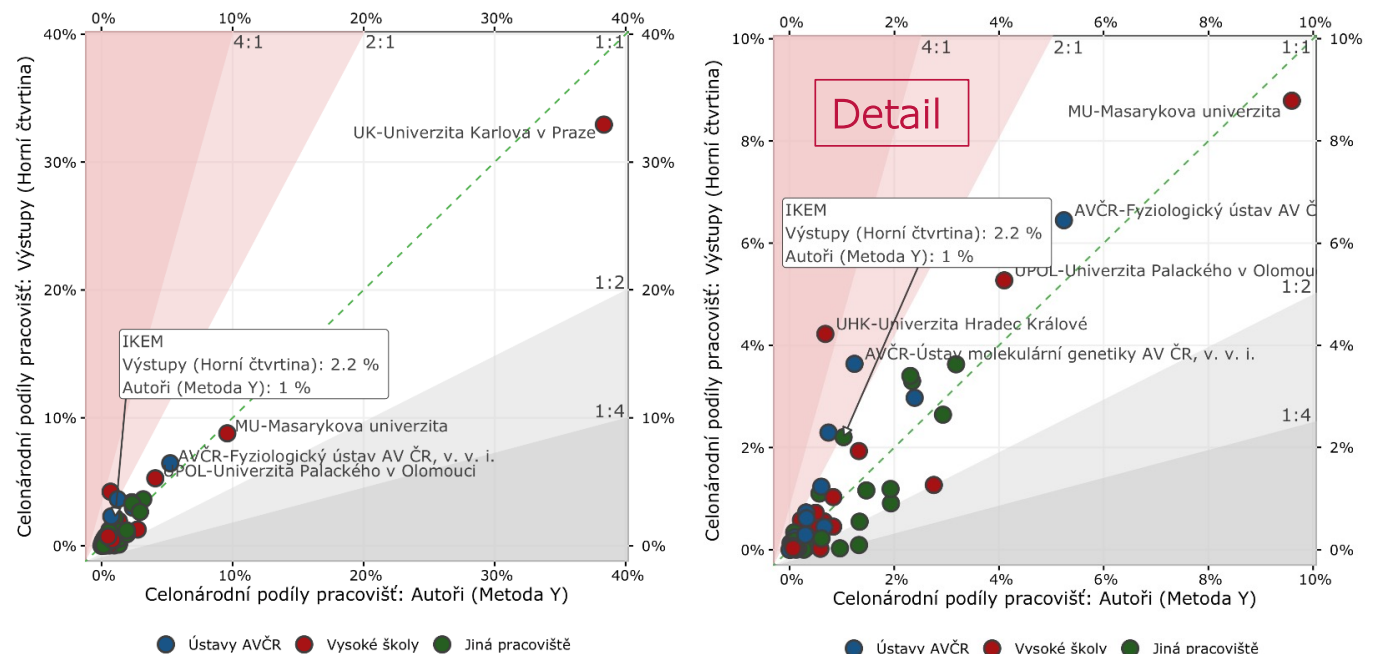 0%
10%
20%
30%
40%
40%
4:1
2:1
1:1
40%
UK-Univerzita Karlova v Praze
30%
30%
1:2
20%
20%
IKEM
Výstupy (Horní čtvrtina): 2.2 %
Autoři (Metoda Y): 1 %
1:4
10%
10%
MU-Masarykova univerzita
AVČR-Fyziologický ústav AV ČR, v. v. i.
UPOL-Univerzita Palackého v Olomouci
0%
0%
0%
10%
20%
30%
40%
Celonárodní podíly pracovišť: Výstupy (Horní čtvrtina)
Celonárodní podíly pracovišť: Autoři (Metoda Y)
Ústavy AVČR
Vysoké školy
Jiná pracoviště
0%
2%
4%
6%
8%
10%
10%
4:1
2:1
1:1
10%
Detail
MU-Masarykova univerzita
8%
8%
IKEM
Výstupy (Horní čtvrtina): 2.2 %
Autoři (Metoda Y): 1 %
AVČR-Fyziologický ústav AV Č
6%
6%
UPOL-Univerzita Palackého v Olomou
1:2
UHK-Univerzita Hradec Králové
4%
4%
AVČR-Ústav molekulární genetiky AV ČR, v. v. i.
1:4
2%
2%
0%
0%
0%
2%
4%
6%
8%
10%
Celonárodní podíly pracovišť: Výstupy (Horní čtvrtina)
Celonárodní podíly pracovišť: Autoři (Metoda Y)
Ústavy AVČR
Vysoké školy
Jiná pracoviště